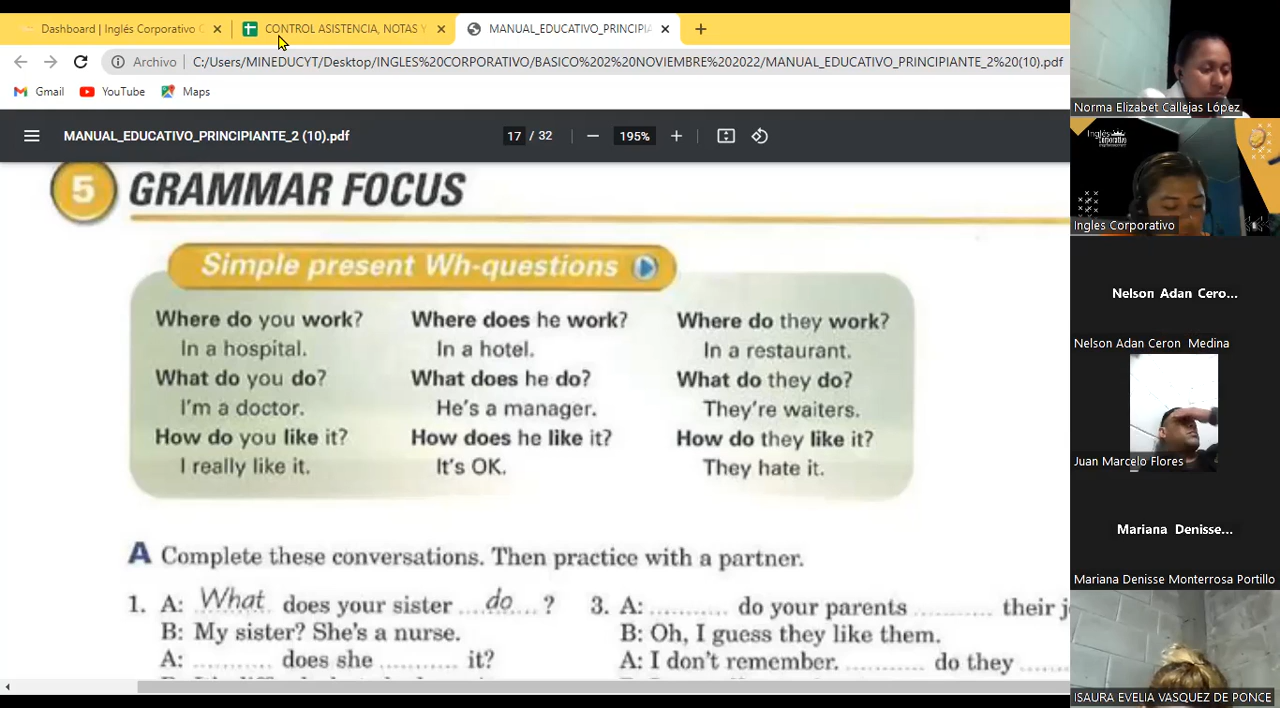 Dashboard | Inglés Corporativo
CONTROL ASISTENCIA, NOTAS Y
MANUAL_EDUCATIVO_PRINCIPIA
Archivo
C:/Users/MINEDUCYT/Desktop/INGLES%20CORPORATIVO/BASICO%202%20NOVIEMBRE%202022/MANUAL_EDUCATIVO_PRINCIPIANTE_2%20(10).pdf
Gmail YouTube Maps
MANUAL_EDUCATIVO_PRINCIPIANTE_2 (10).pdf 17 / 32 195%
5 GRAMMAR FOCUS
Simple present Wh-questions
Where do you work? Where does he work? Where do they work?
In a hospital. In a hotel. In a restaurant.
What do you do? What does he do? What do they do?
I'm a doctor. He's a manager. They're waiters.
How do you like it? How does he like it? How do they like it?
I really like it. It's OK. They hate it.
A Complete these conversations. Then practice with a partner.
1. A: What does your sister do ? 3. A: .......... do your parents .......... their
B: My sister? She's a nurse. B: Oh, I guess they like them.
A: .......... does she .......... it? A: I don't remember. .......... do they ......
Norma Elizabet Callejas López
Inglés Corporativo
Ingles Corporativo
Nelson Adan Cero...
Nelson Adan Ceron Medina
Juan Marcelo Flores
Mariana Denisse...
Mariana Denisse Monterrosa Portillo
ISAURA EVELIA VASQUEZ DE PONCE